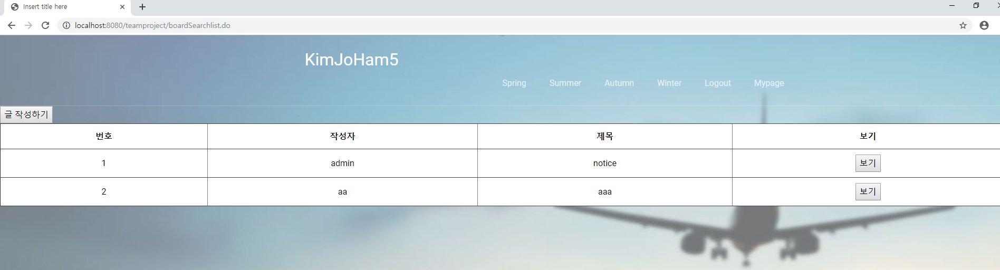 Insert title here
localhost:8080/teamproject/boardSearchlist.do
KimJoHam5
Spring Summer Autumn Winter Logout Mypage
글 작성하기
번호 작성자 제목 보기
1 admin notice 보기
2 aa aaa 보기